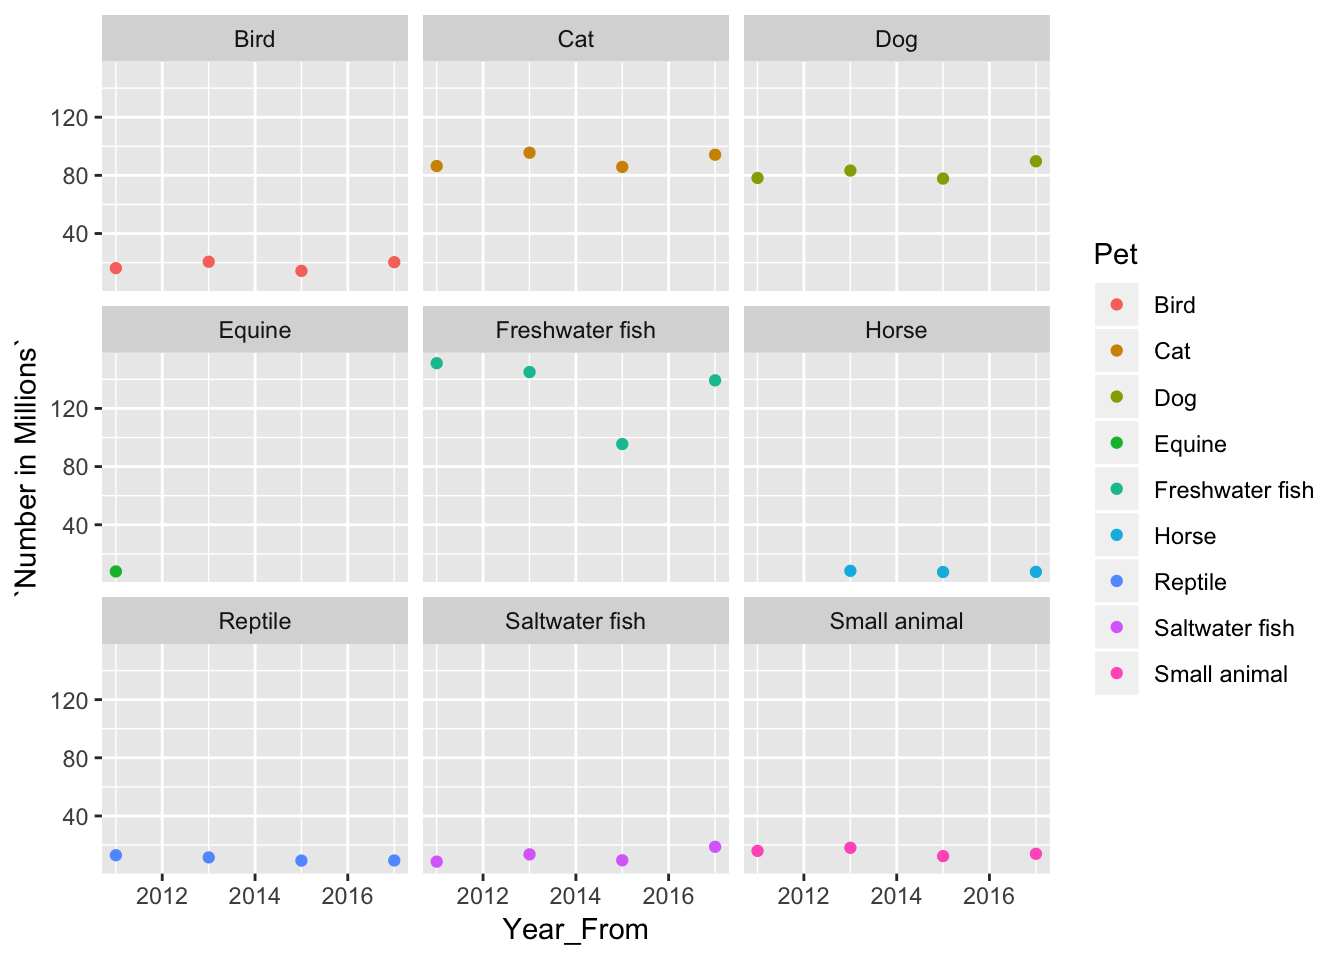 Bird
Cat
Dog
120
80
40
Equine
Freshwater fish
Horse
120
80
40
Reptile
Saltwater fish
Small animal
120
80
40
2012 2014 2016
2012 2014 2016
2012 2014 2016
Year_From
`Number in Millions`
Pet
Bird
Cat
Dog
Equine
Freshwater fish
Horse
Reptile
Saltwater fish
Small animal